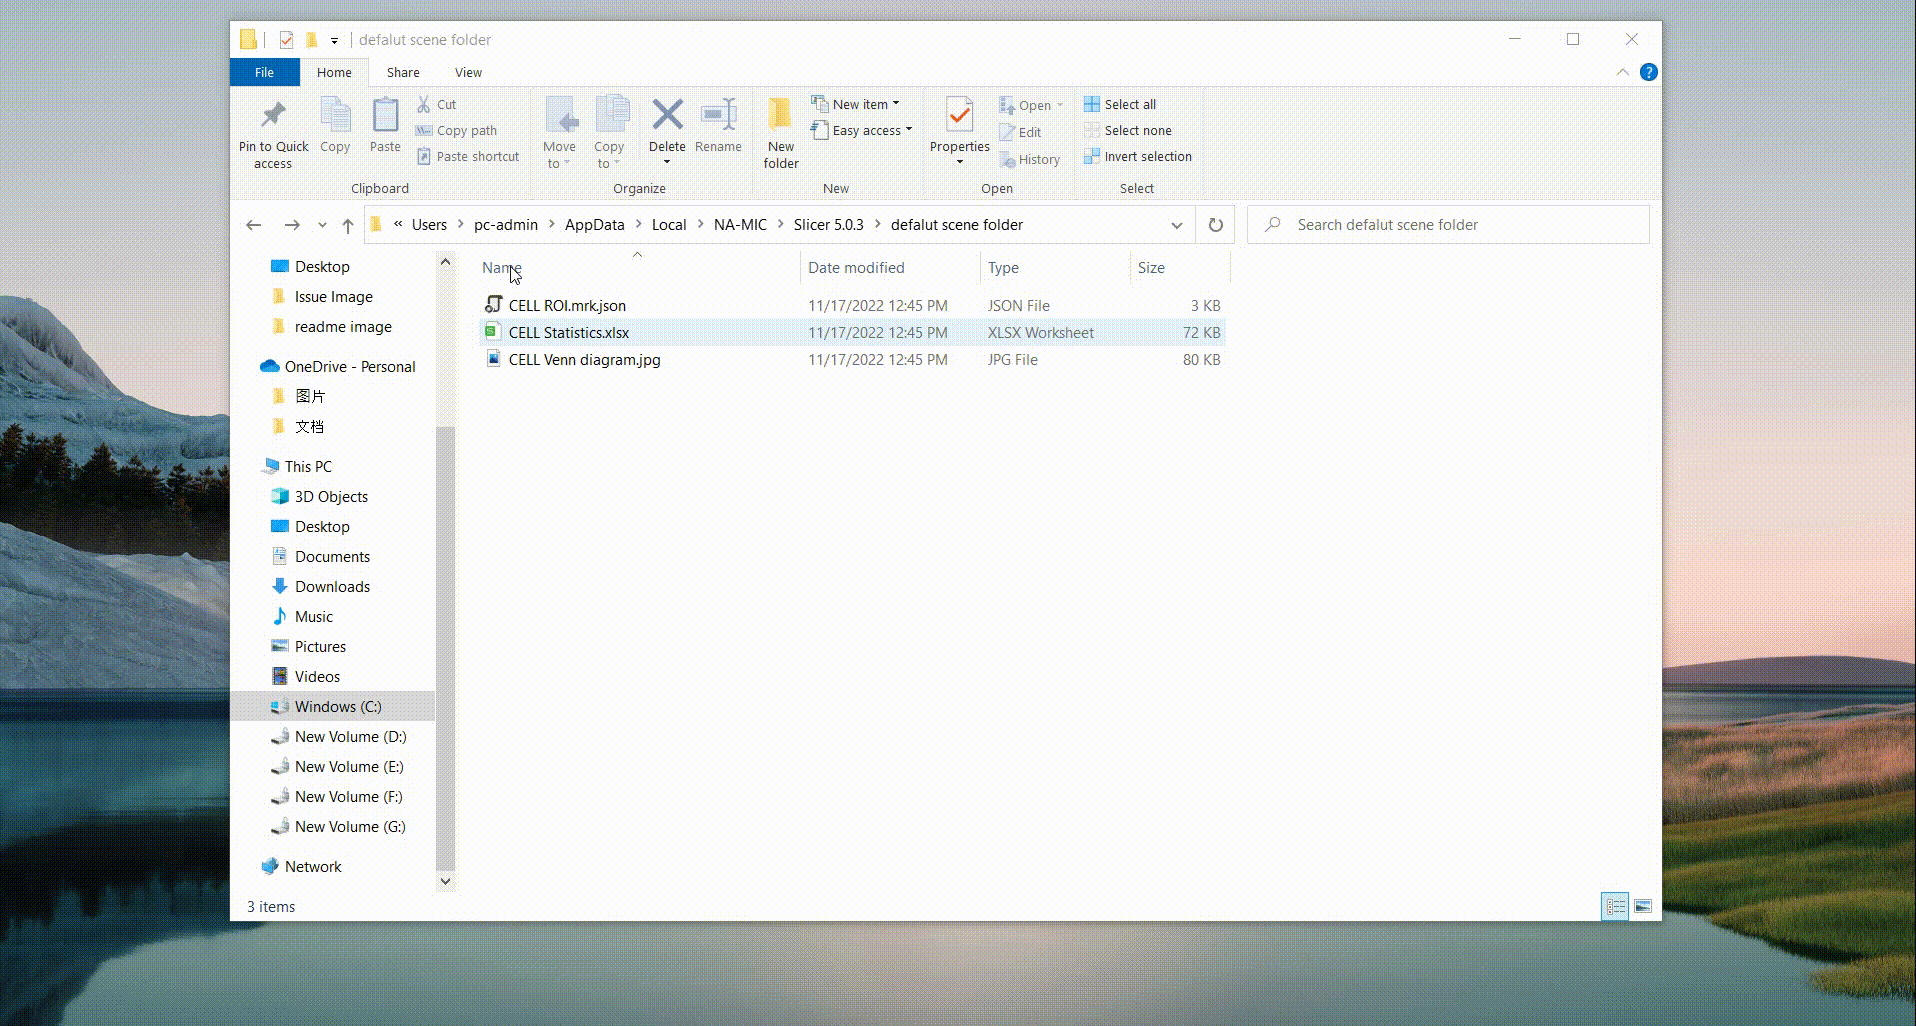 defalut scene folder
File Home Share View
Pin to Quick access
Copy
Paste
Cut
Copy path
Paste shortcut
Clipboard
Move to
Copy to
Delete
Rename
Organize
New folder
New item
Easy access
New
Properties
Open
Edit
History
Open
Select all
Select none
Invert selection
Select
« Users > pc-admin > AppData > Local > NA-MIC > Slicer 5.0.3 > defalut scene folder
Search defalut scene folder
Desktop
Issue Image
readme image
OneDrive - Personal
图片
文档
This PC
3D Objects
Desktop
Documents
Downloads
Music
Pictures
Videos
Windows (C:)
New Volume (D:)
New Volume (E:)
New Volume (F:)
New Volume (G:)
Network
Name Date modified Type Size
CELL ROI.mrk.json 11/17/2022 12:45 PM JSON File 3 KB
CELL Statistics.xlsx 11/17/2022 12:45 PM XLSX Worksheet 72 KB
CELL Venn diagram.jpg 11/17/2022 12:45 PM JPG File 80 KB
3 items